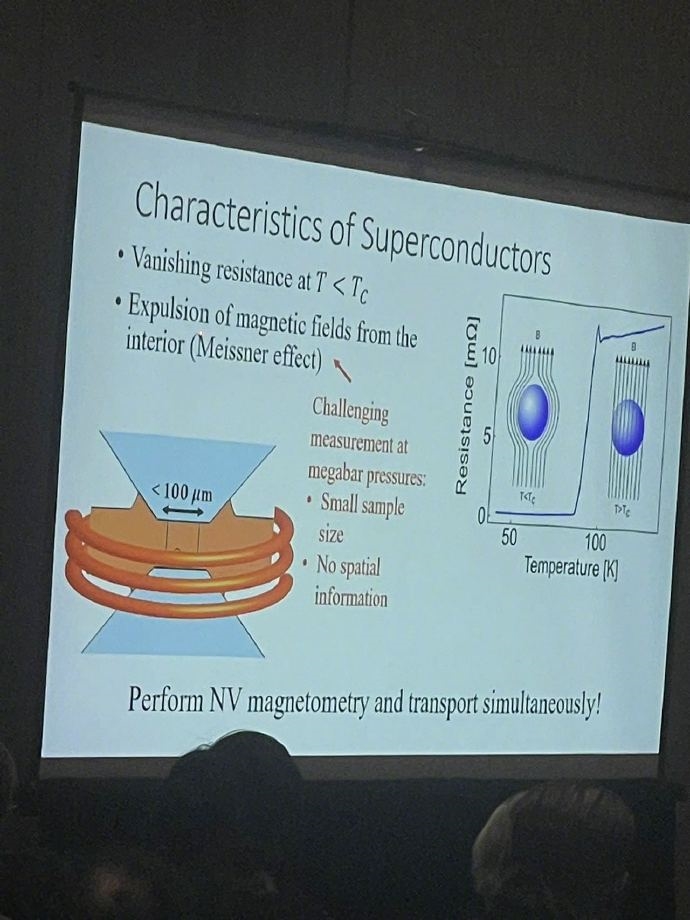 Characteristics of Superconductors
• Vanishing resistance at T < T_C
• Expulsion of magnetic fields from the
interior (Meissner effect)
Challenging
measurement at
megabar pressures:
• Small sample
size
• No spatial
information
< 100 μm
Resistance [mΩ]
10
5
0
B
T<T_c
B
T>T_c
50
100
Temperature [K]
Perform NV magnetometry and transport simultaneously!